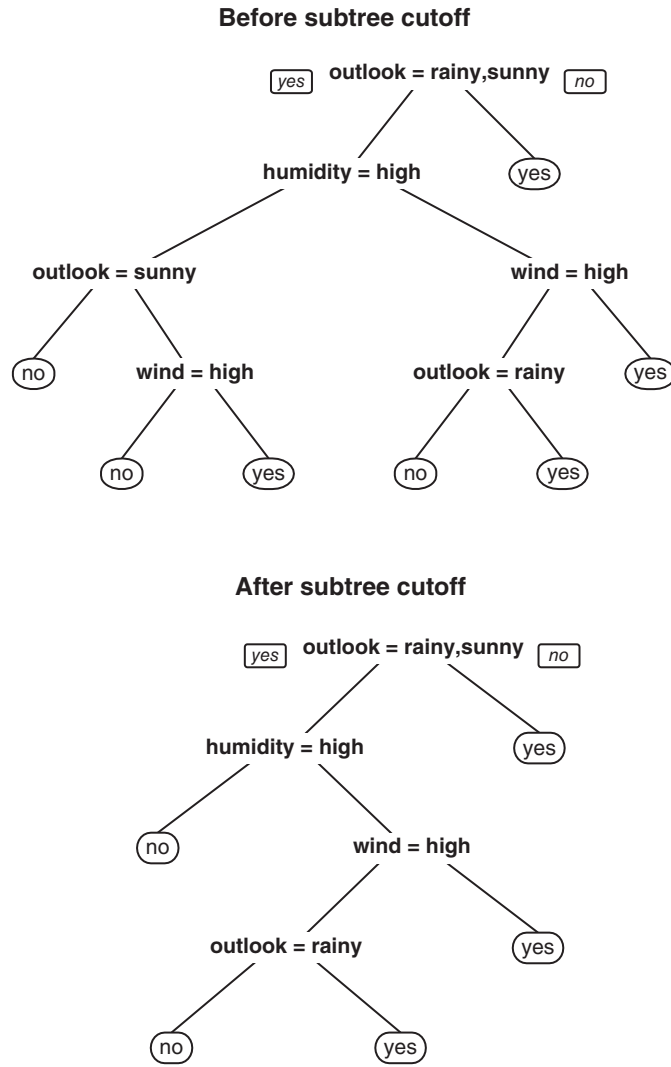 Before subtree cutoff
yes outlook = rainy,sunny no
humidity = high yes
outlook = sunny wind = high
no wind = high outlook = rainy yes
no yes no yes
After subtree cutoff
yes outlook = rainy,sunny no
humidity = high yes
no wind = high
outlook = rainy yes
no yes